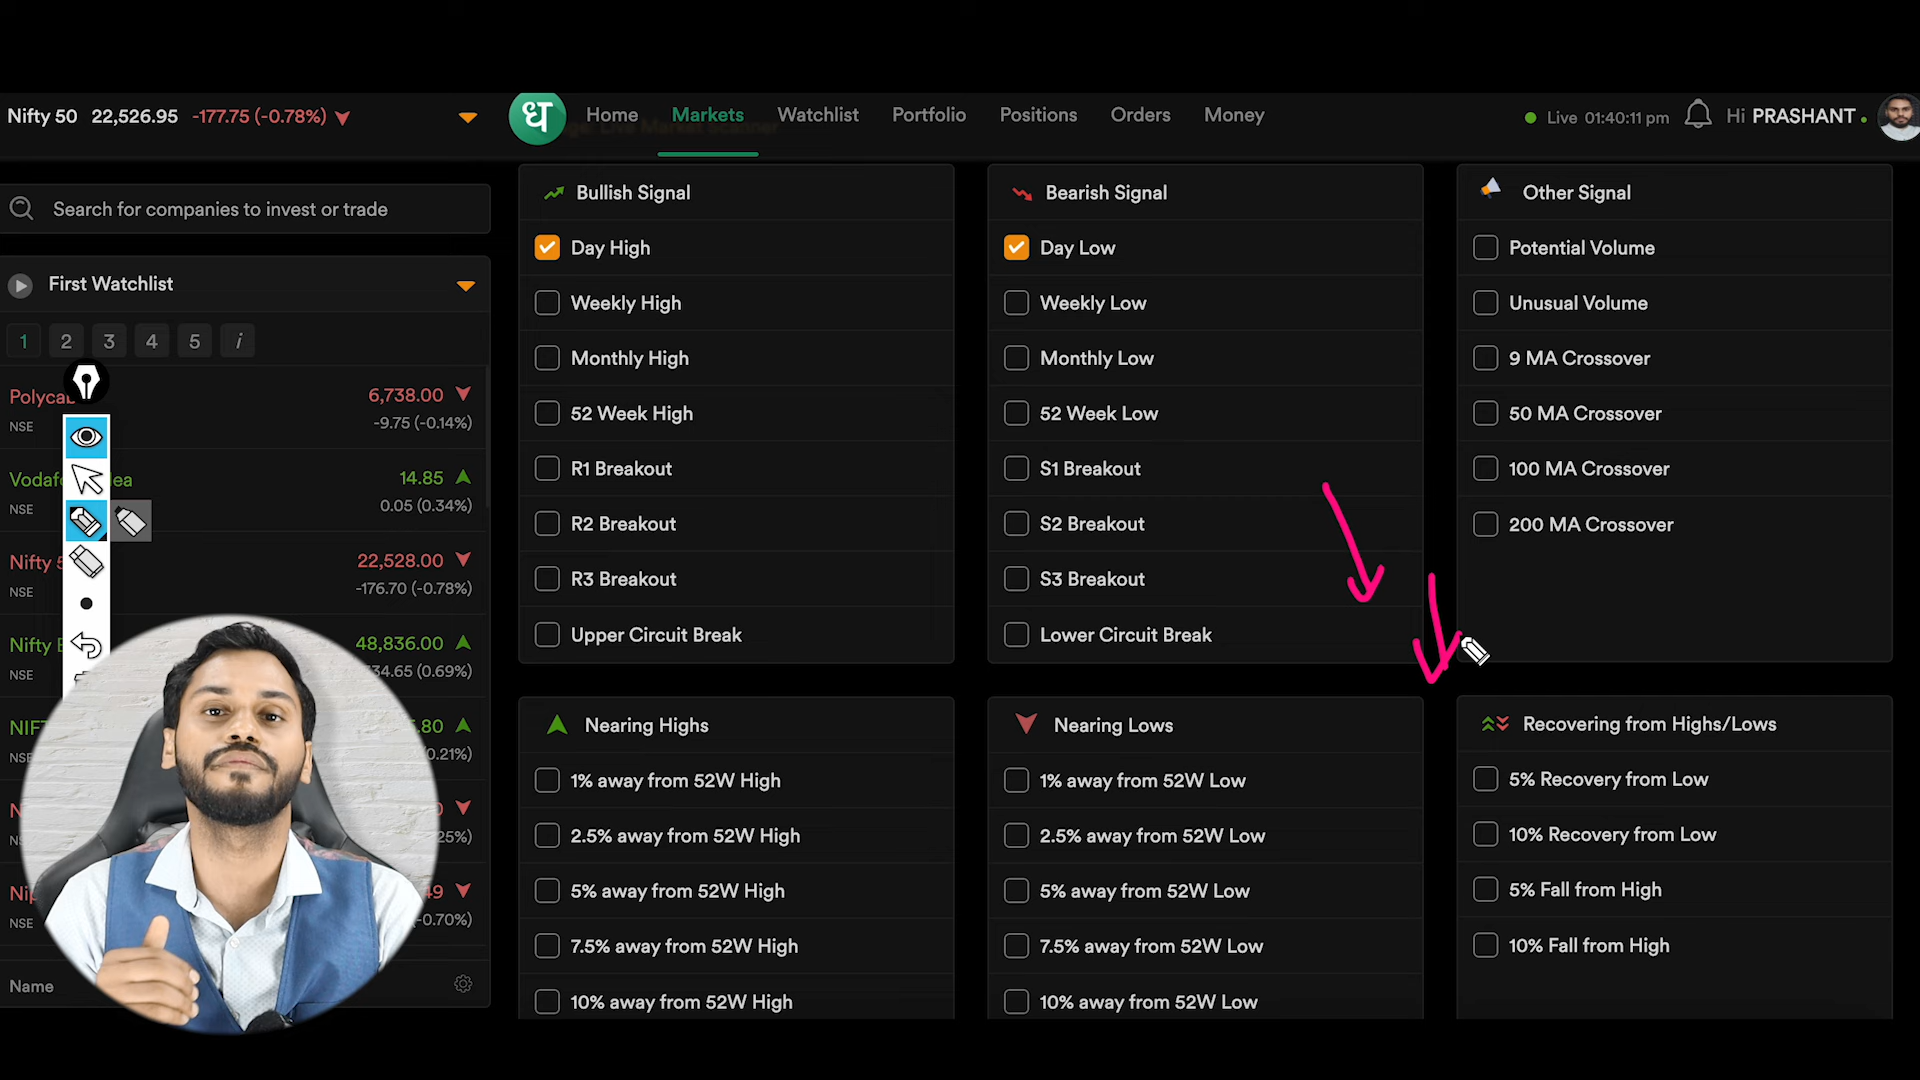 Nifty 50 22,526.95 -177.75 (-0.78%)
ध
Home Markets Watchlist Portfolio Positions Orders Money
Live 01:40:11 pm
Hi PRASHANT
Search for companies to invest or trade
First Watchlist
1 2 3 4 5 i
Polycab 6,738.00
NSE -9.75 (-0.14%)
14.85
NSE 0.05 (0.34%)
Nifty 22,528.00
NSE -176.70 (-0.78%)
Nifty 48,836.00
NSE 334.65 (0.69%)
NSE
Name
Bullish Signal
Day High
Weekly High
Monthly High
52 Week High
R1 Breakout
R2 Breakout
R3 Breakout
Upper Circuit Break
Bearish Signal
Day Low
Weekly Low
Monthly Low
52 Week Low
S1 Breakout
S2 Breakout
S3 Breakout
Lower Circuit Break
Other Signal
Potential Volume
Unusual Volume
9 MA Crossover
50 MA Crossover
100 MA Crossover
200 MA Crossover
Nearing Highs
1% away from 52W High
2.5% away from 52W High
5% away from 52W High
7.5% away from 52W High
10% away from 52W High
Nearing Lows
1% away from 52W Low
2.5% away from 52W Low
5% away from 52W Low
7.5% away from 52W Low
10% away from 52W Low
Recovering from Highs/Lows
5% Recovery from Low
10% Recovery from Low
5% Fall from High
10% Fall from High